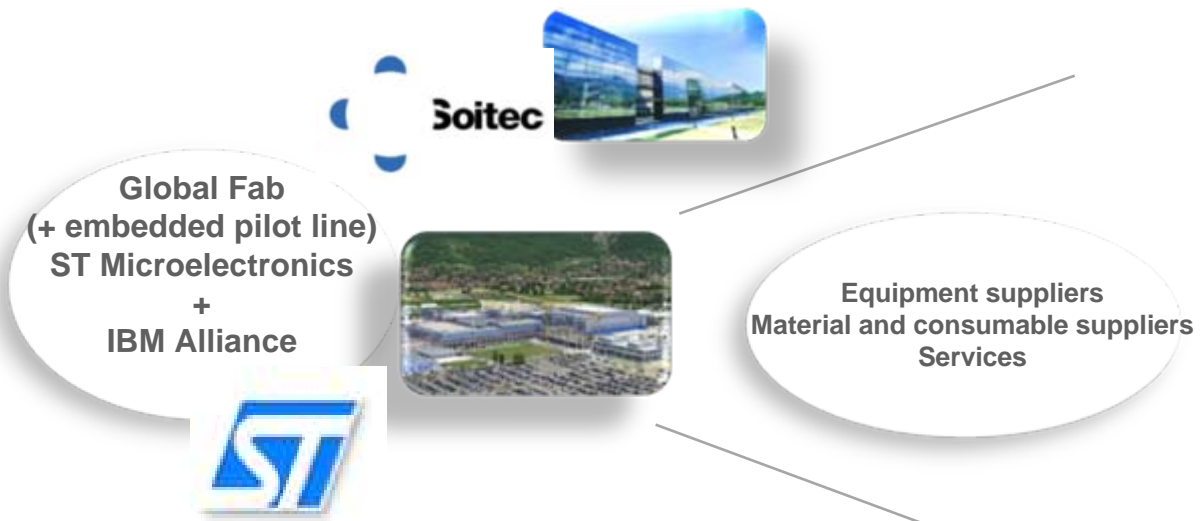 Soitec
Global Fab
(+ embedded pilot line)
ST Microelectronics
+
IBM Alliance
Equipment suppliers
Material and consumable suppliers
Services
ST